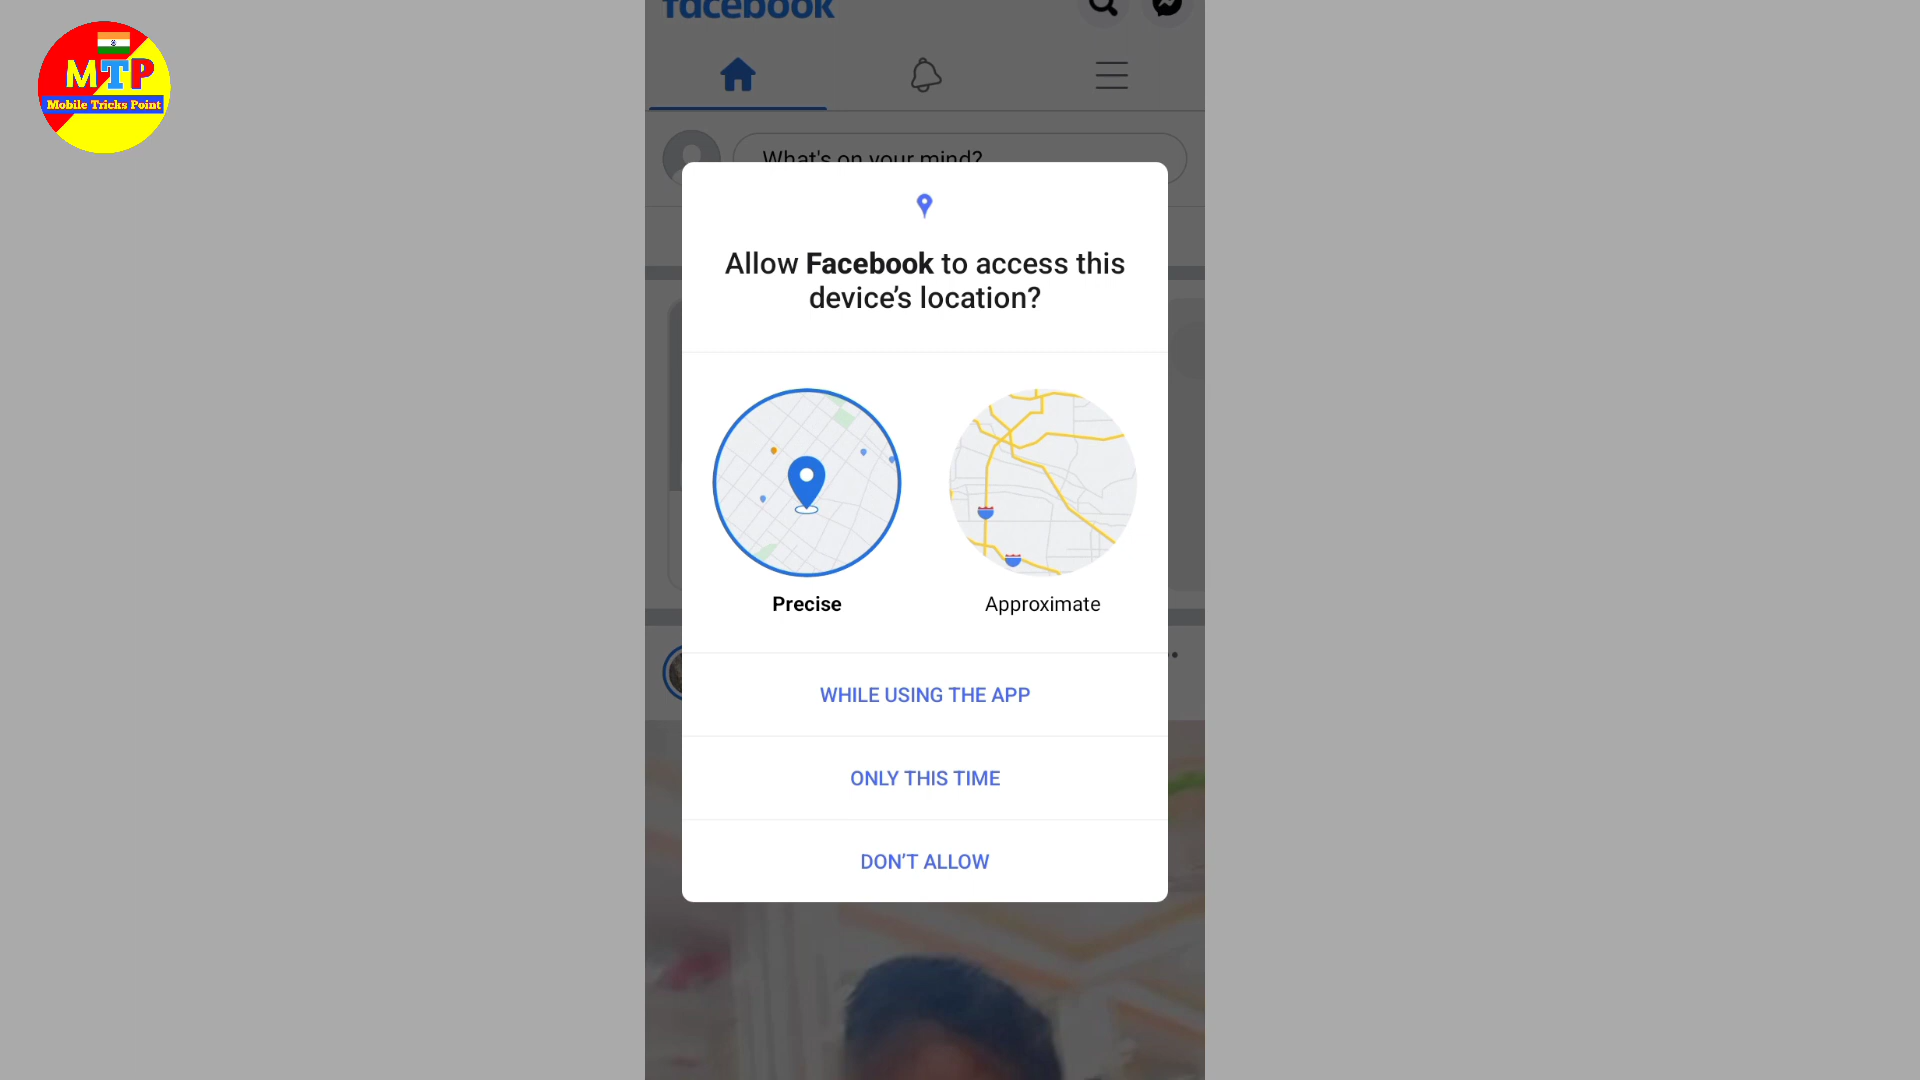 facebook
MTP
Mobile Tricks Point
What's on your mind?
Allow Facebook to access this
device’s location?
Precise
Approximate
WHILE USING THE APP
ONLY THIS TIME
DON’T ALLOW